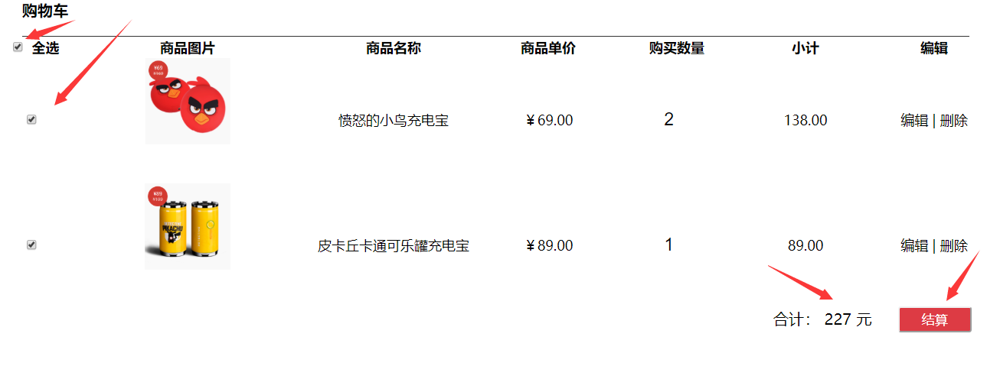 购物车
全选 商品图片 商品名称 商品单价 购买数量 小计 编辑
¥69
¥169
愤怒的小鸟充电宝 ¥69.00 2 138.00 编辑 | 删除
¥89
PIKACHU
皮卡丘卡通可乐罐充电宝 ¥89.00 1 89.00 编辑 | 删除
合计： 227 元 结算